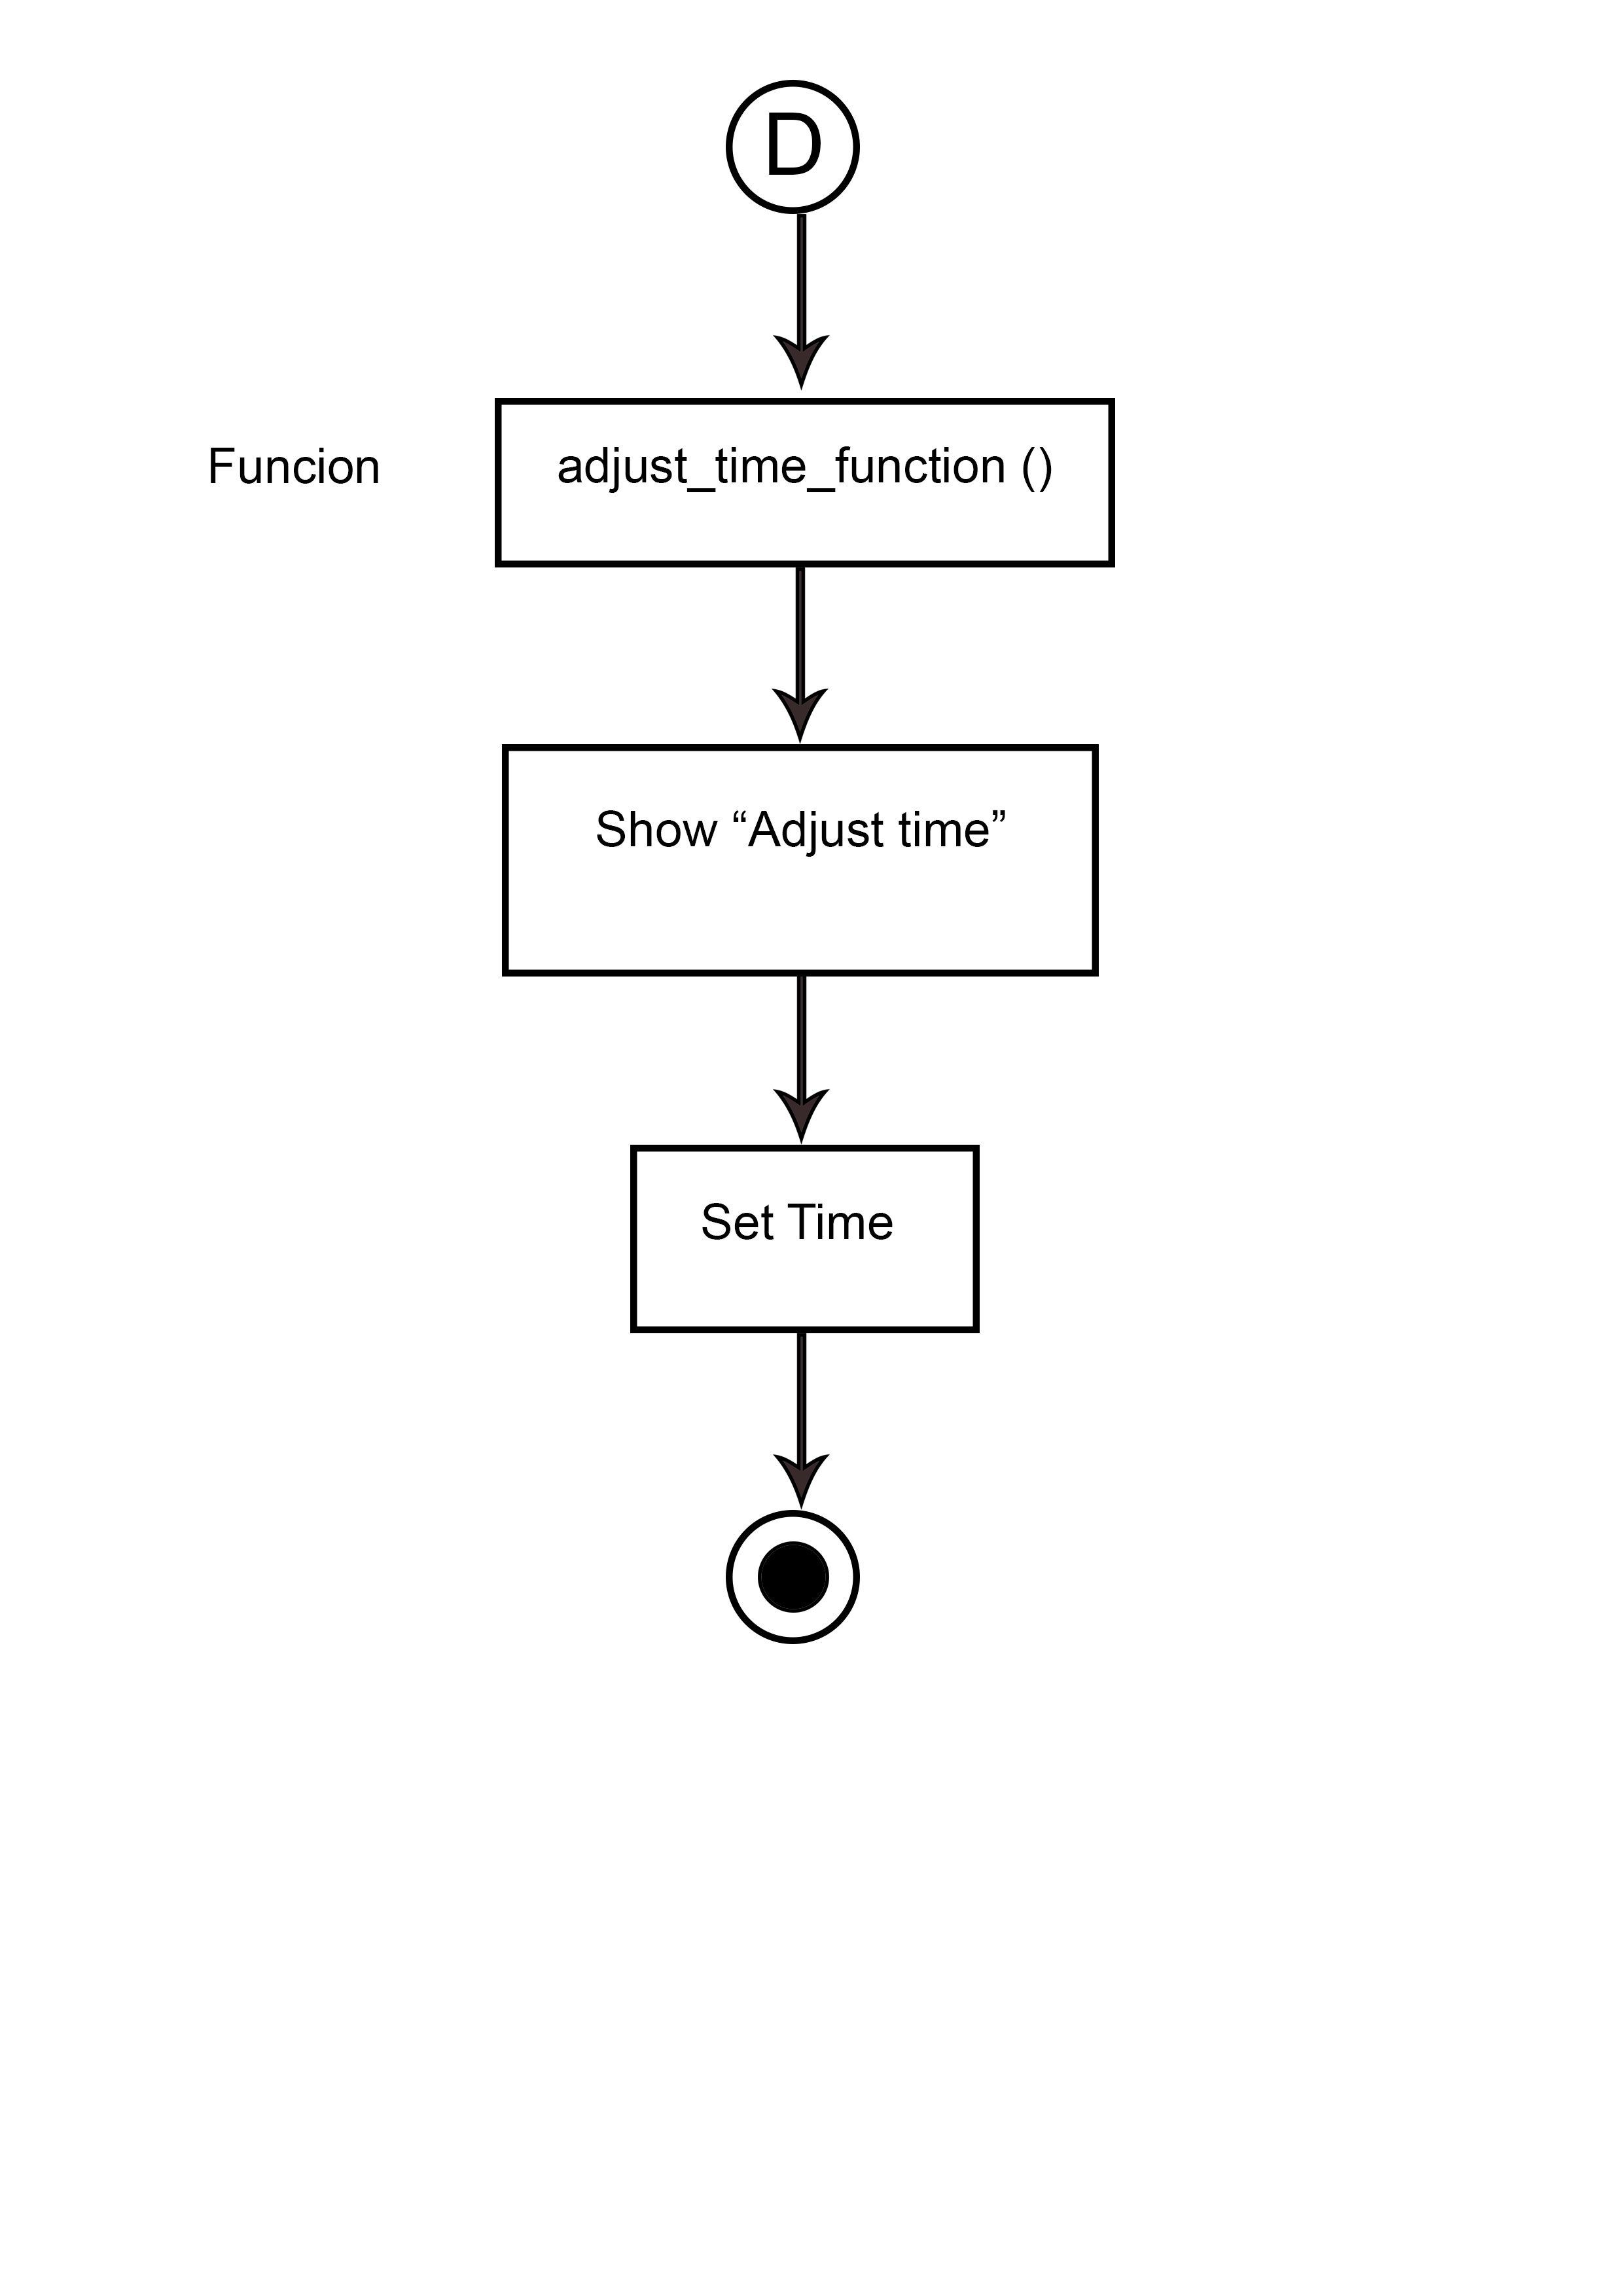 D
Funcion adjust_time_function ()
Show “Adjust time”
Set Time